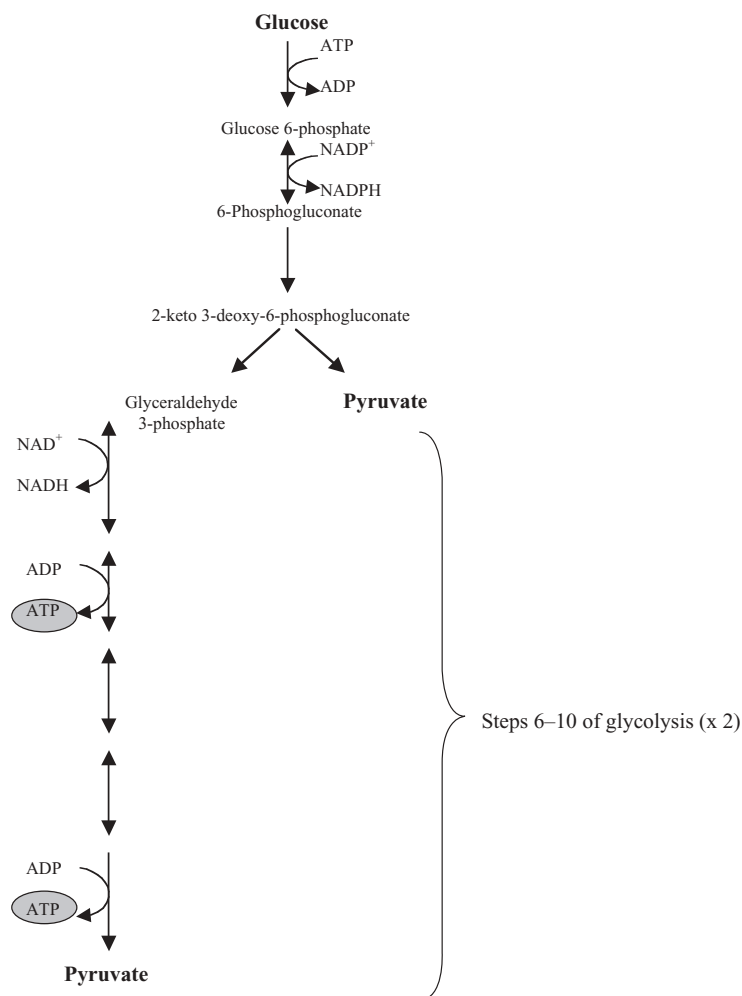 Glucose
ATP
ADP
Glucose 6-phosphate
NADP+
NADPH
6-Phosphogluconate
2-keto 3-deoxy-6-phosphogluconate
Glyceraldehyde
3-phosphate
Pyruvate
NAD+
NADH
ADP
ATP
Steps 6–10 of glycolysis (x 2)
ADP
ATP
Pyruvate